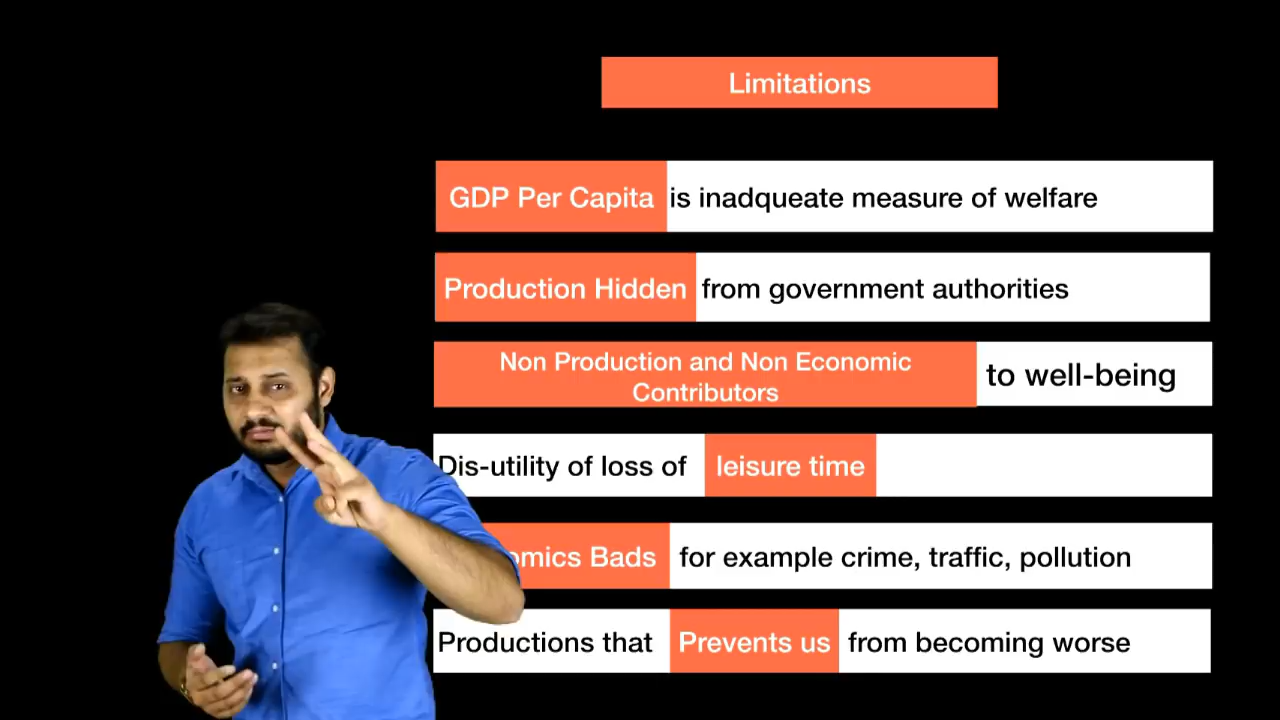 Limitations
GDP Per Capita is inadqueate measure of welfare
Production Hidden from government authorities
Non Production and Non Economic
Contributors
to well-being
Dis-utility of loss of leisure time
Bads for example crime, traffic, pollution
Productions that Prevents us from becoming worse